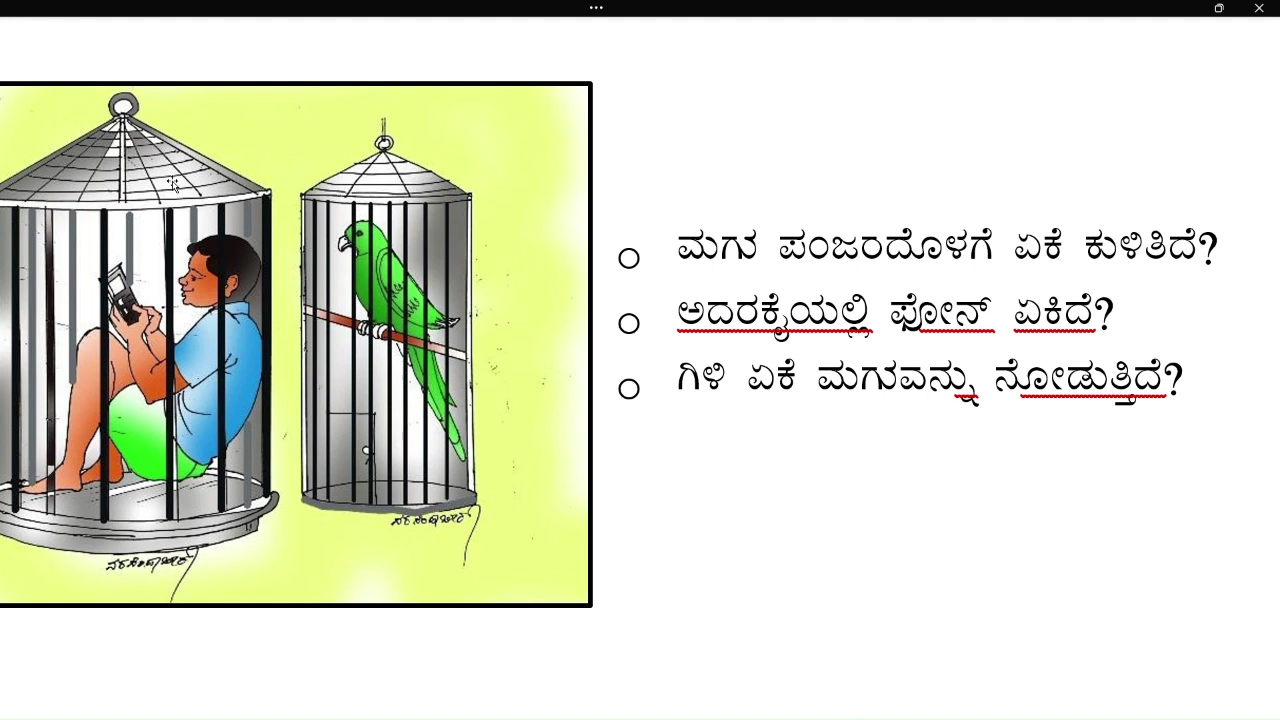 ಮಗು ಪಂಜರದೊಳಗೆ ಏಕೆ ಕುಳಿತಿದೆ?
ಅದರಕೈಯಲ್ಲಿ ಫೋನ್ ಏಕಿದೆ?
ಗಿಳಿ ಏಕೆ ಮಗುವನ್ನು ನೋಡುತ್ತಿದೆ?